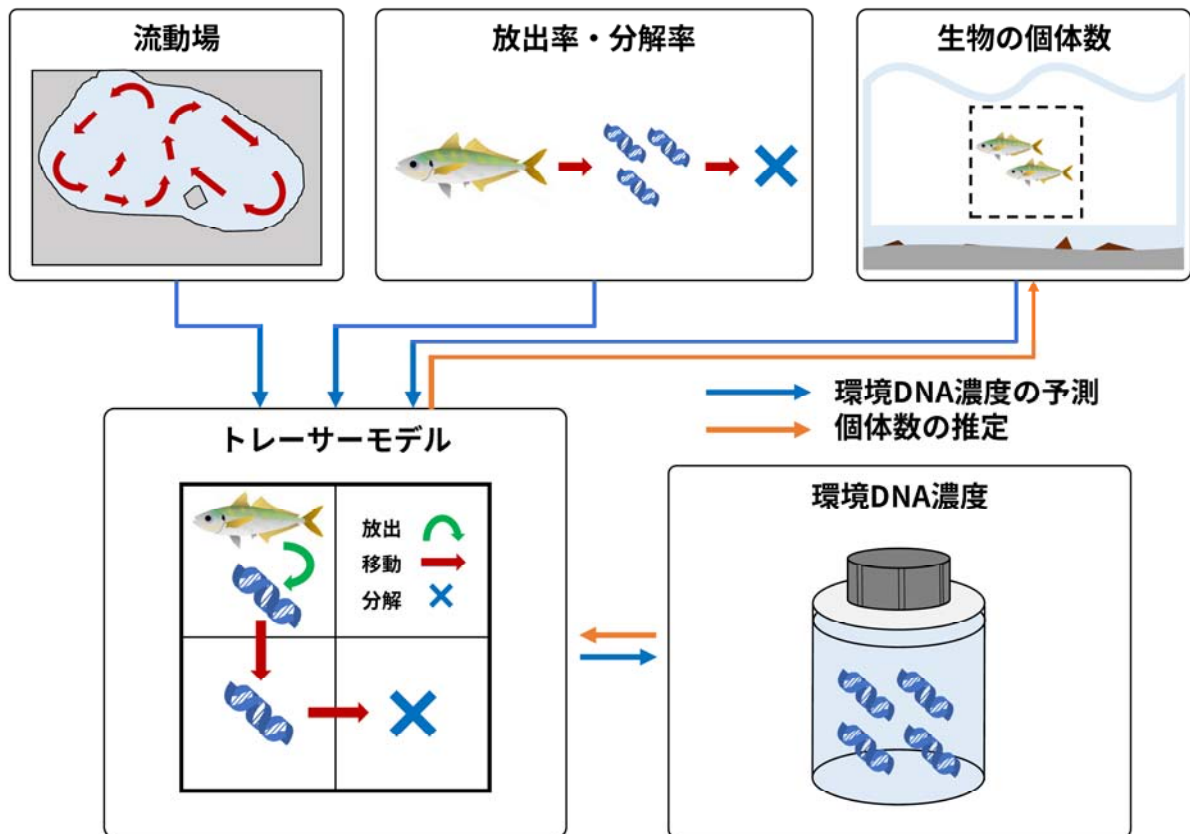 流動場
放出率・分解率
生物の個体数
環境DNA濃度の予測
個体数の推定
トレーサーモデル
放出
移動
分解
環境DNA濃度